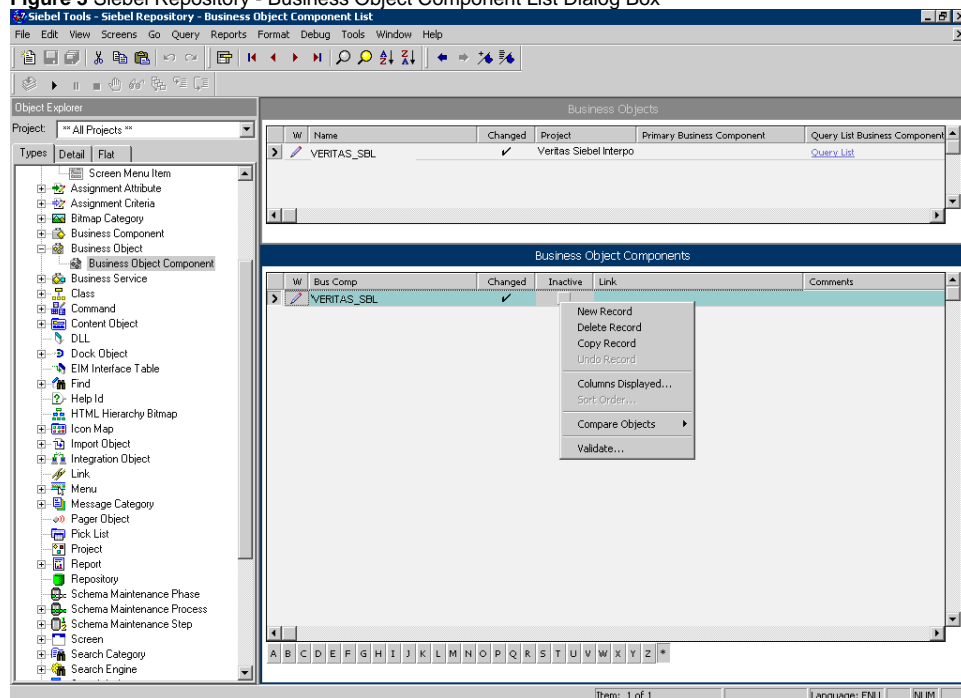 Figure 5 Siebel Repository - Business Object Component List Dialog Box
Siebel Tools - Siebel Repository - Business Object Component List
File Edit View Screens Go Query Reports Format Debug Tools Window Help
Object Explorer
Project: ** All Projects **
Types Detail Flat
Screen Menu Item
Assignment Attribute
Assignment Criteria
Bitmap Category
Business Component
Business Object
Business Object Component
Business Service
Class
Command
Content Object
DLL
Dock Object
EIM Interface Table
Find
Help Id
HTML Hierarchy Bitmap
Icon Map
Import Object
Integration Object
Link
Menu
Message Category
Pager Object
Pick List
Project
Report
Repository
Schema Maintenance Phase
Schema Maintenance Process
Schema Maintenance Step
Screen
Search Category
Search Engine
Business Objects
W Name Changed Project Primary Business Component Query List Business Component
VERITAS_SBL Veritas Siebel Interpo Query List
Business Object Components
W Bus Comp Changed Inactive Link Comments
VERITAS_SBL
New Record
Delete Record
Copy Record
Undo Record
Columns Displayed...
Sort Order...
Compare Objects
Validate...
A B C D E F G H I J K L M N O P Q R S T U V W X Y Z *
Item: 1 of 1 Language: ENU NUM